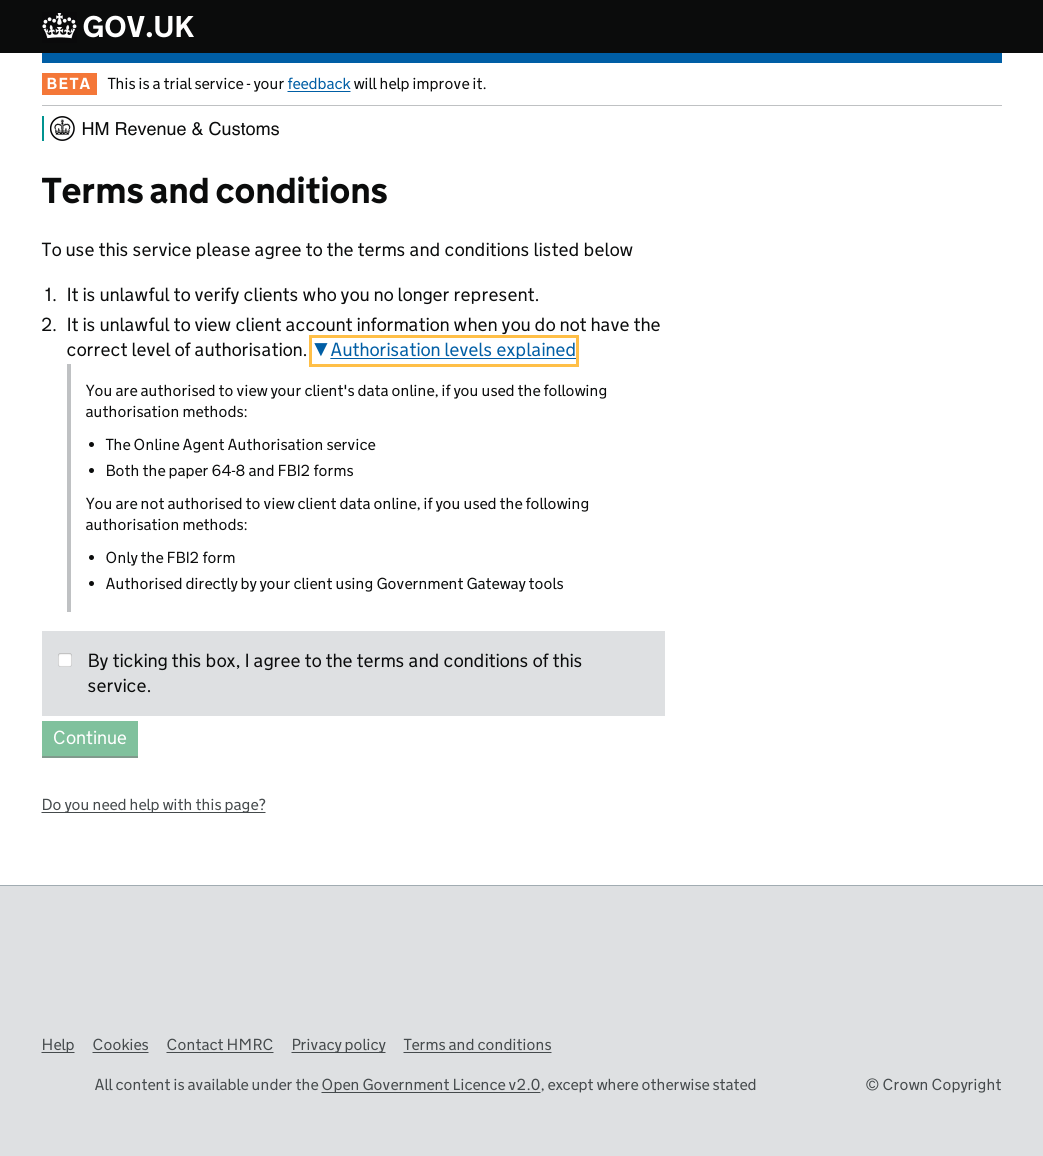 GOV.UK
BETA This is a trial service - your feedback will help improve it.
HM Revenue & Customs
Terms and conditions
To use this service please agree to the terms and conditions listed below
1. It is unlawful to verify clients who you no longer represent.
2. It is unlawful to view client account information when you do not have the
correct level of authorisation. ▼Authorisation levels explained
You are authorised to view your client's data online, if you used the following
authorisation methods:
• The Online Agent Authorisation service
• Both the paper 64-8 and FBI2 forms
You are not authorised to view client data online, if you used the following
authorisation methods:
• Only the FBI2 form
• Authorised directly by your client using Government Gateway tools
By ticking this box, I agree to the terms and conditions of this
service.
Continue
Do you need help with this page?
Help Cookies Contact HMRC Privacy policy Terms and conditions
All content is available under the Open Government Licence v2.0, except where otherwise stated © Crown Copyright